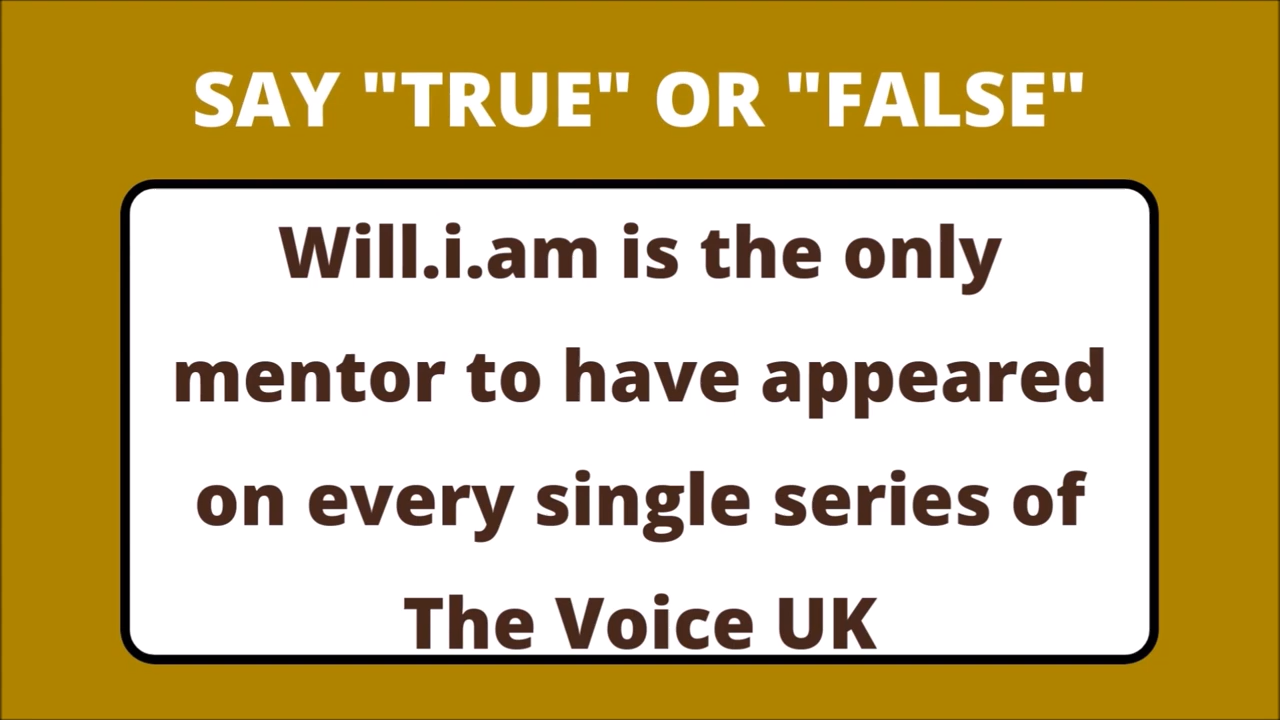 SAY "TRUE" OR "FALSE"
Will.i.am is the only
mentor to have appeared
on every single series of
The Voice UK